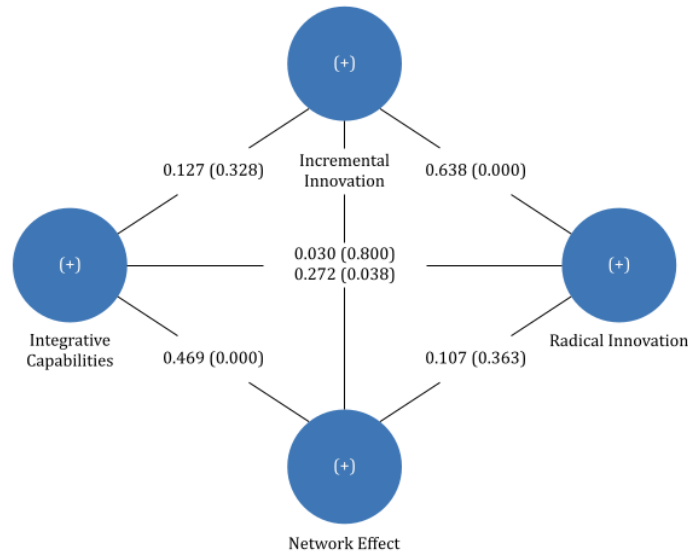 (+)
Incremental
Innovation
0.127 (0.328)
0.638 (0.000)
(+)
0.030 (0.800)
0.272 (0.038)
(+)
Integrative
Capabilities
Radical Innovation
0.469 (0.000)
0.107 (0.363)
(+)
Network Effect